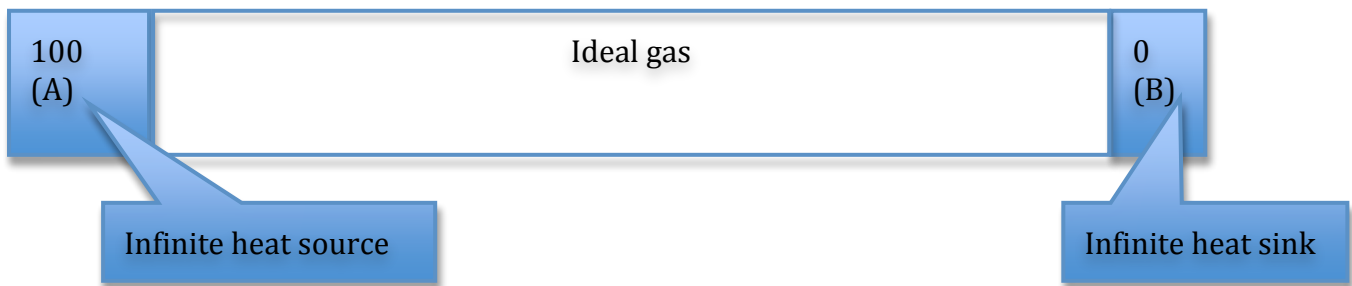 100
(A)
Ideal gas
0
(B)
Infinite heat source
Infinite heat sink